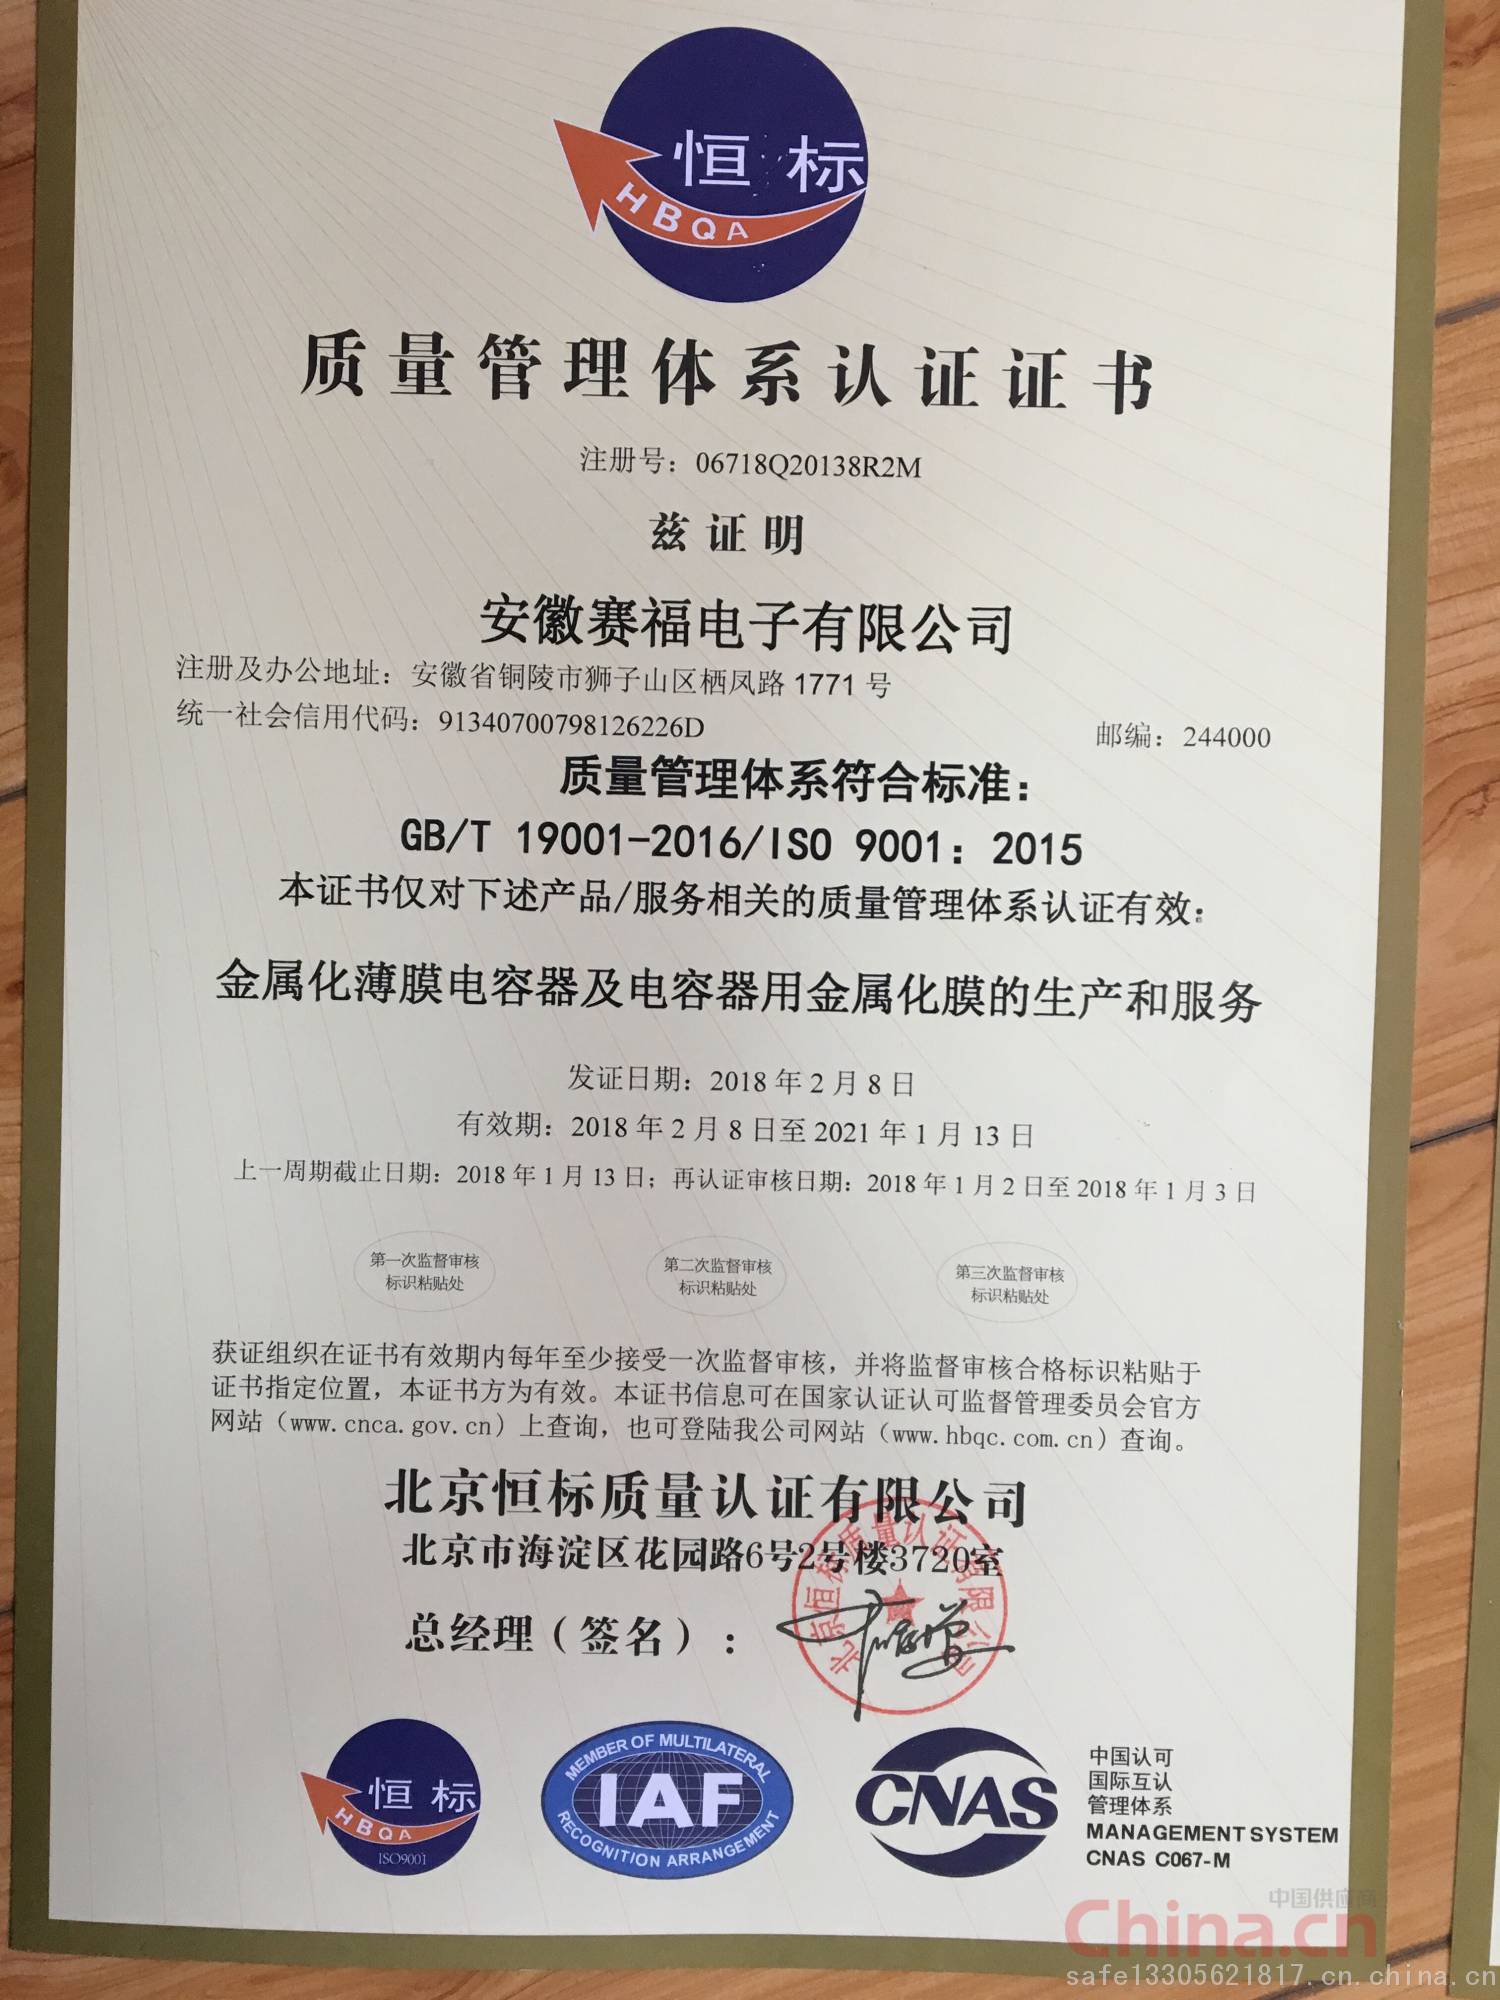 恒标
HBQA
质量管理体系认证证书
注册号：06718Q20138R2M
兹证明
安徽赛福电子有限公司
注册及办公地址：安徽省铜陵市狮子山区栖凤路 1771 号
统一社会信用代码：91340700798126226D 邮编：244000
质量管理体系符合标准：
GB/T 19001-2016/ISO 9001：2015
本证书仅对下述产品/服务相关的质量管理体系认证有效：
金属化薄膜电容器及电容器用金属化膜的生产和服务
发证日期：2018 年 2 月 8 日
有效期：2018 年 2 月 8 日至 2021 年 1 月 13 日
上一周期截止日期：2018 年 1 月 13 日；再认证审核日期：2018 年 1 月 2 日至 2018 年 1 月 3 日
第一次监督审核
标识粘贴处
第二次监督审核
标识粘贴处
第三次监督审核
标识粘贴处
获证组织在证书有效期内每年至少接受一次监督审核，并将监督审核合格标识粘贴于
证书指定位置，本证书方为有效。本证书信息可在国家认证认可监督管理委员会官方
网站（www.cnca.gov.cn）上查询，也可登陆我公司网站（www.hbqc.com.cn）查询。
北京恒标质量认证有限公司
北京市海淀区花园路6号2号楼3720室
北京恒标质量认证有限公司
总经理（签名）：
恒标
HBQA
ISO9001
MEMBER OF MULTILATERAL
IAF
RECOGNITION ARRANGEMENT
CNAS
中国认可
国际互认
管理体系
MANAGEMENT SYSTEM
CNAS C067-M
中国供应商
China.cn
safe13305621817.cn.china.cn